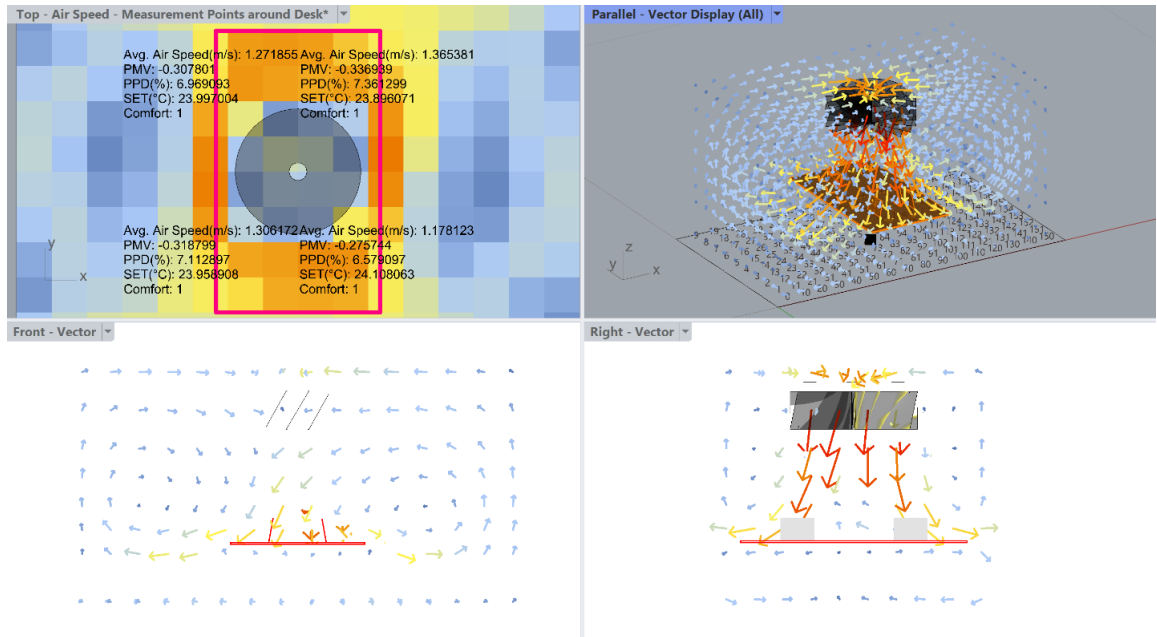 Top - Air Speed - Measurement Points around Desk*
Avg. Air Speed(m/s): 1.271855
PMV: -0.307801
PPD(%): 6.969093
SET(°C): 23.997004
Comfort: 1
Avg. Air Speed(m/s): 1.365381
PMV: -0.336939
PPD(%): 7.361299
SET(°C): 23.896071
Comfort: 1
Avg. Air Speed(m/s): 1.306172
PMV: -0.318799
PPD(%): 7.112897
SET(°C): 23.958908
Comfort: 1
Avg. Air Speed(m/s): 1.178123
PMV: -0.275744
PPD(%): 6.579097
SET(°C): 24.108063
Comfort: 1
y
x
Parallel - Vector Display (All)
z
y
x
Front - Vector
Right - Vector